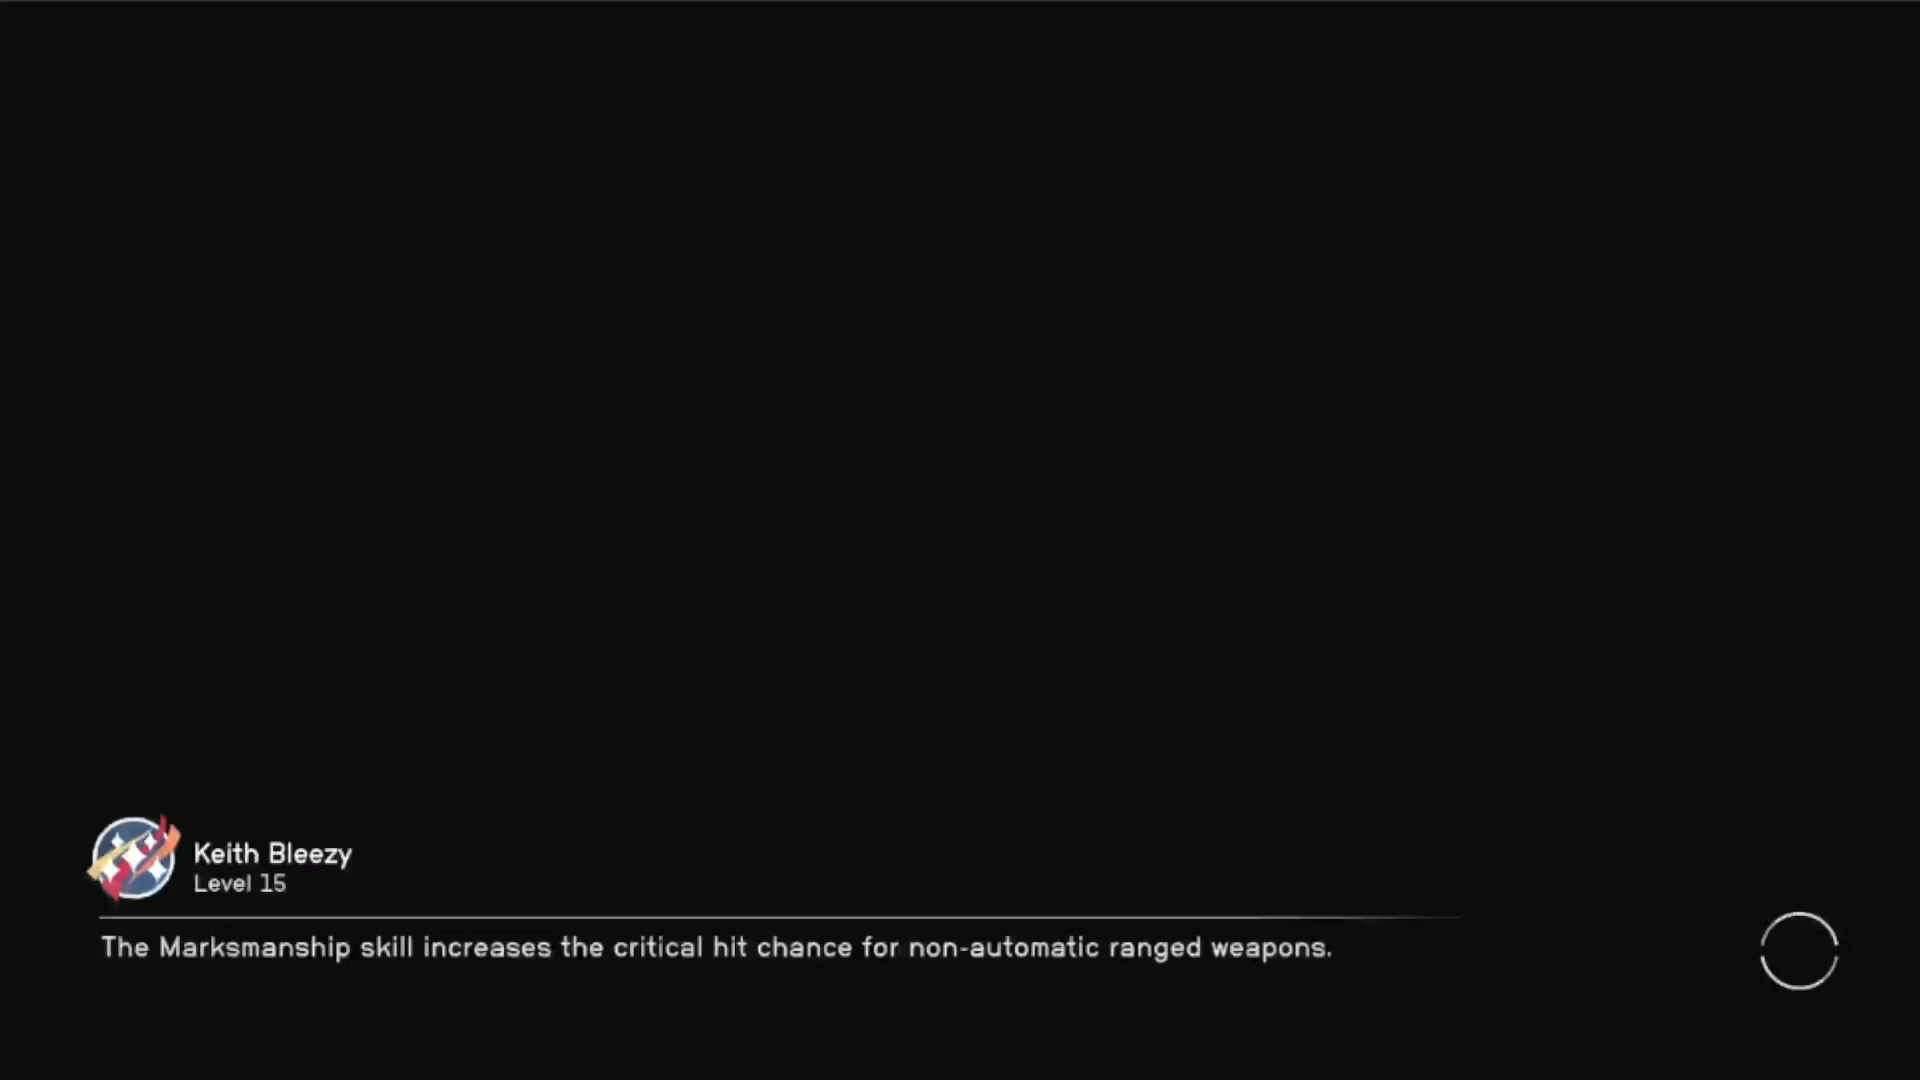 Keith Bleezy
Level 15
The Marksmanship skill increases the critical hit chance for non-automatic ranged weapons.